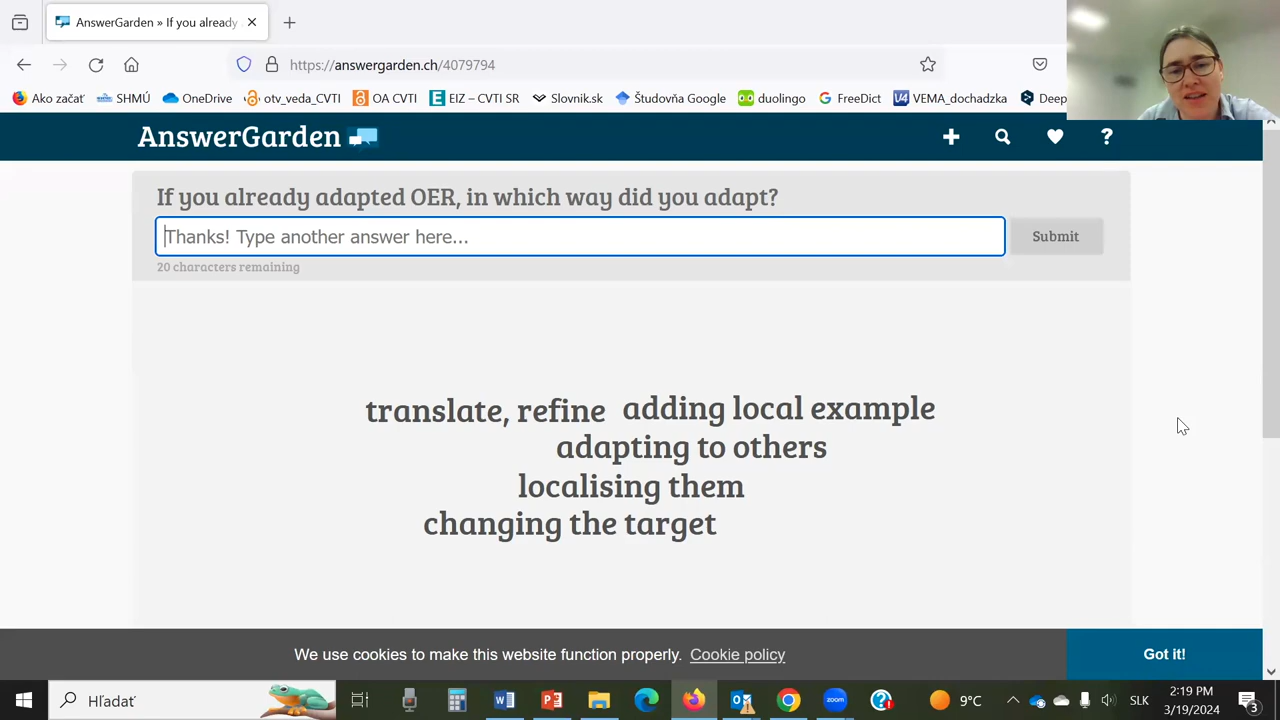 AnswerGarden » If you already
https://answergarden.ch/4079794
Ako začať SHMÚ OneDrive otv_veda_CVTI OA CVTI EIZ – CVTI SR Slovnik.sk Študovňa Google duolingo FreeDict VEMA_dochadzka Deep
AnswerGarden
If you already adapted OER, in which way did you adapt?
Thanks! Type another answer here...
Submit
20 characters remaining
translate, refine adding local example
adapting to others
localising them
changing the target
We use cookies to make this website function properly. Cookie policy
Got it!
Hľadať
9°C
SLK
2:19 PM
3/19/2024
3